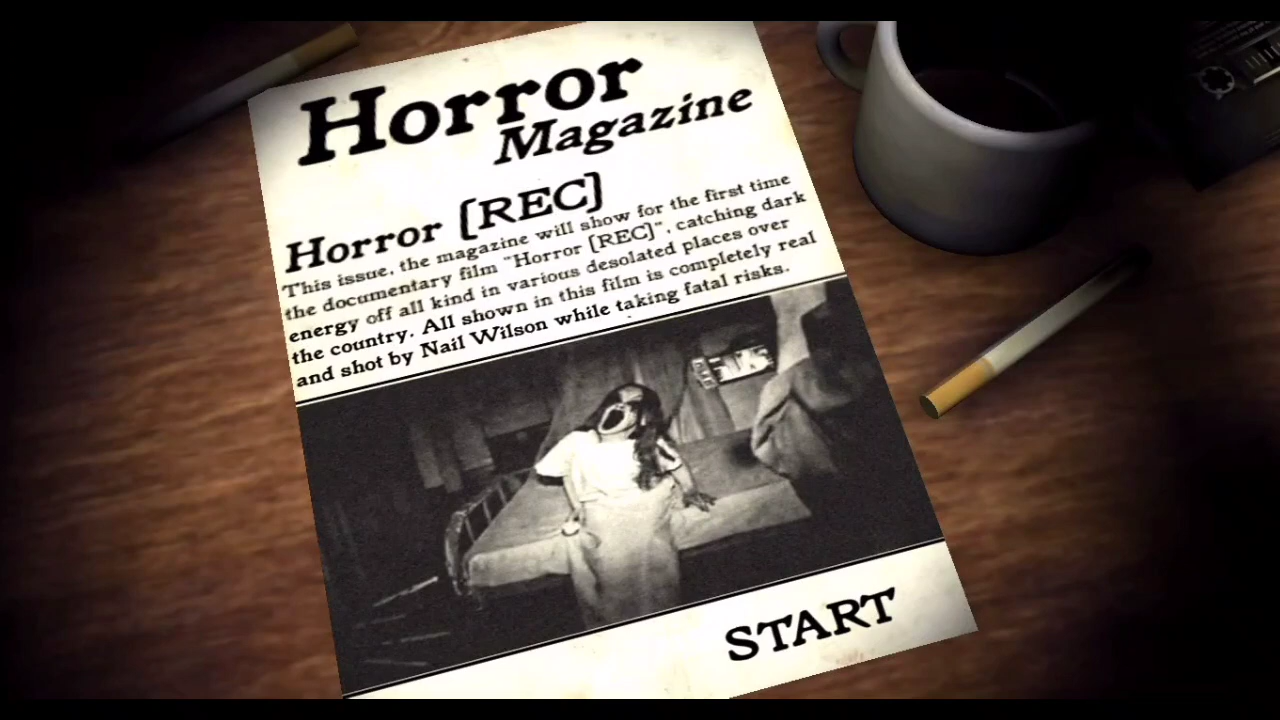 Horror
Magazine
Horror [REC]
This issue, the magazine will show for the first time
the documentary film "Horror [REC]", catching dark
energy off all kind in various desolated places over
the country. All shown in this film is completely real
and shot by Nail Wilson while taking fatal risks.
START